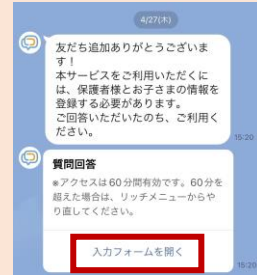 4/27(木)
友だち追加ありがとうございま
す！
本サービスをご利用いただくに
は、保護者様とお子さまの情報を
登録する必要があります。
ご回答いただいたのち、ご利用く
ださい。
15:20
質問回答
※アクセスは60分間有効です。60分を
超えた場合は、リッチメニューからや
り直してください。
入力フォームを開く
15:20